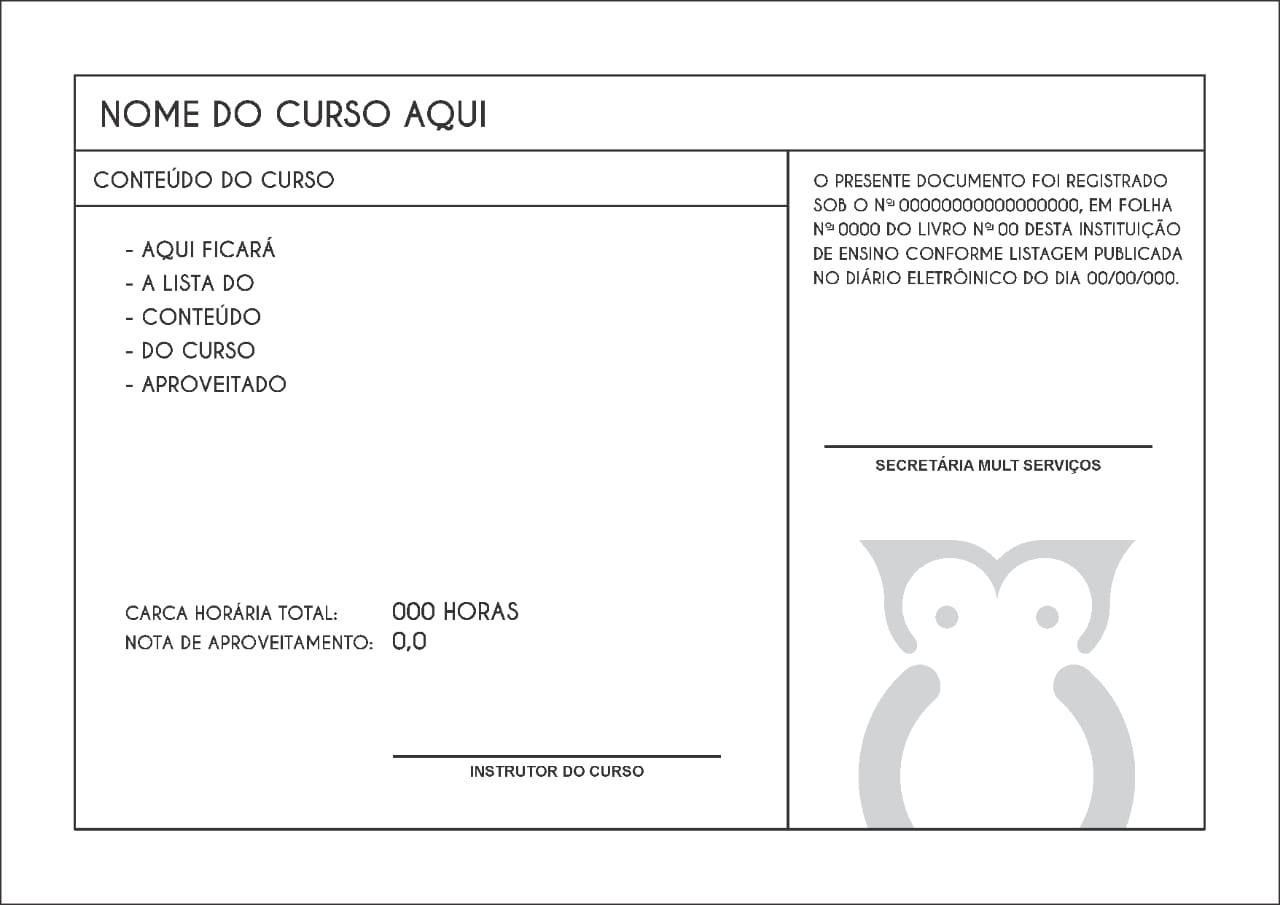 NOME DO CURSO AQUI
CONTEÚDO DO CURSO
- AQUI FICARÁ
- A LISTA DO
- CONTEÚDO
- DO CURSO
- APROVEITADO
CARCA HORÁRIA TOTAL: 000 HORAS
NOTA DE APROVEITAMENTO: 0,0
INSTRUTOR DO CURSO
O PRESENTE DOCUMENTO FOI REGISTRADO
SOB O Nº 00000000000000000, EM FOLHA
Nº 0000 DO LIVRO Nº 00 DESTA INSTITUIÇÃO
DE ENSINO CONFORME LISTAGEM PUBLICADA
NO DIÁRIO ELETRÔINICO DO DIA 00/00/000.
SECRETÁRIA MULT SERVIÇOS